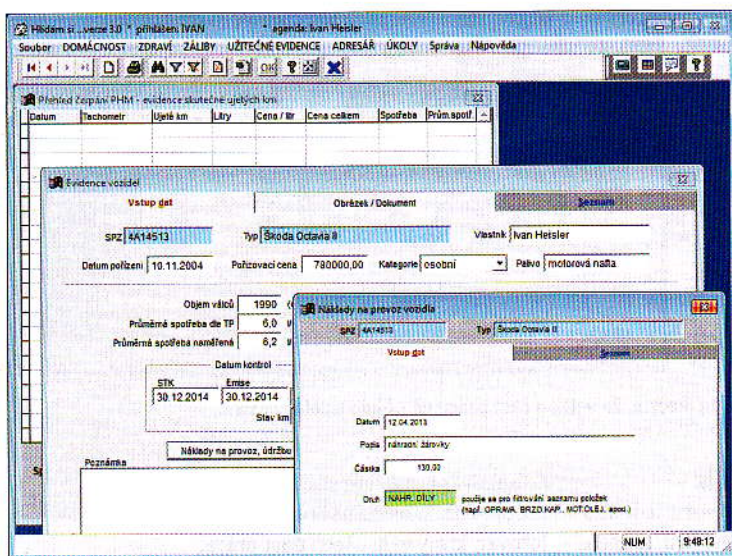 Hlídám si ...verze 3.0 * přihlášen: IVAN * agenda: Ivan Heisler
Soubor DOMÁCNOST ZDRAVÍ ZÁLIBY UŽITEČNÉ EVIDENCE ADRESÁŘ ÚKOLY Správa Nápověda
OK ?
Přehled čerpání PHM - evidence skutečně ujetých km
Datum Tachometr Ujeté km Litry Cena / litr Cena celkem Spotřeba Prům.spotř.
Evidence vozidel
Vstup dat Obrázek / Dokument Seznam
SPZ 4A14513 Typ Škoda Octavia II Vlastník Ivan Heisler
Datum pořízení 10.11.2004 Pořizovací cena 780000,00 Kategorie osobní Palivo motorová nafta
Objem válců 1990
Průměrná spotřeba dle TP 6,0
Průměrná spotřeba naměřená 6,2
Datum kontrol
STK Emise
30.12.2014 30.12.2014
Stav km
Náklady na provoz, údržbu
Poznámka
Náklady na provoz vozidla
SPZ 4A14513 Typ Škoda Octavia II
Vstup dat Seznam
Datum 12.04.2013
Popis náhradní žárovky
Částka 130,00
Druh NAHR. DÍLY použije se pro filtrování seznamu položek
(např. OPRAVA, BRZD.KAP., MOT.OLEJ, apod.)
NUM 9:49:12